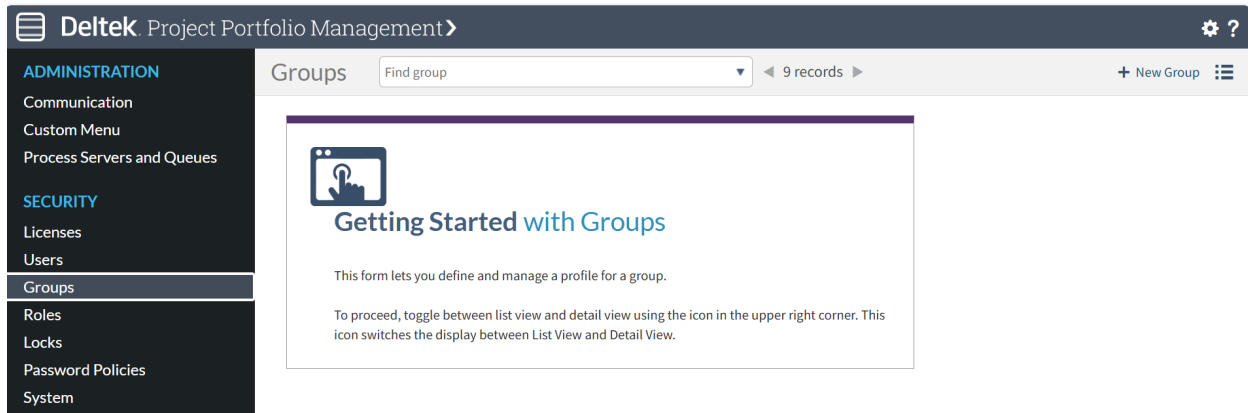 Deltek. Project Portfolio Management
?
ADMINISTRATION
Communication
Custom Menu
Process Servers and Queues
SECURITY
Licenses
Users
Groups
Roles
Locks
Password Policies
System
Groups
Find group
9 records
+ New Group
Getting Started with Groups
This form lets you define and manage a profile for a group.
To proceed, toggle between list view and detail view using the icon in the upper right corner. This
icon switches the display between List View and Detail View.